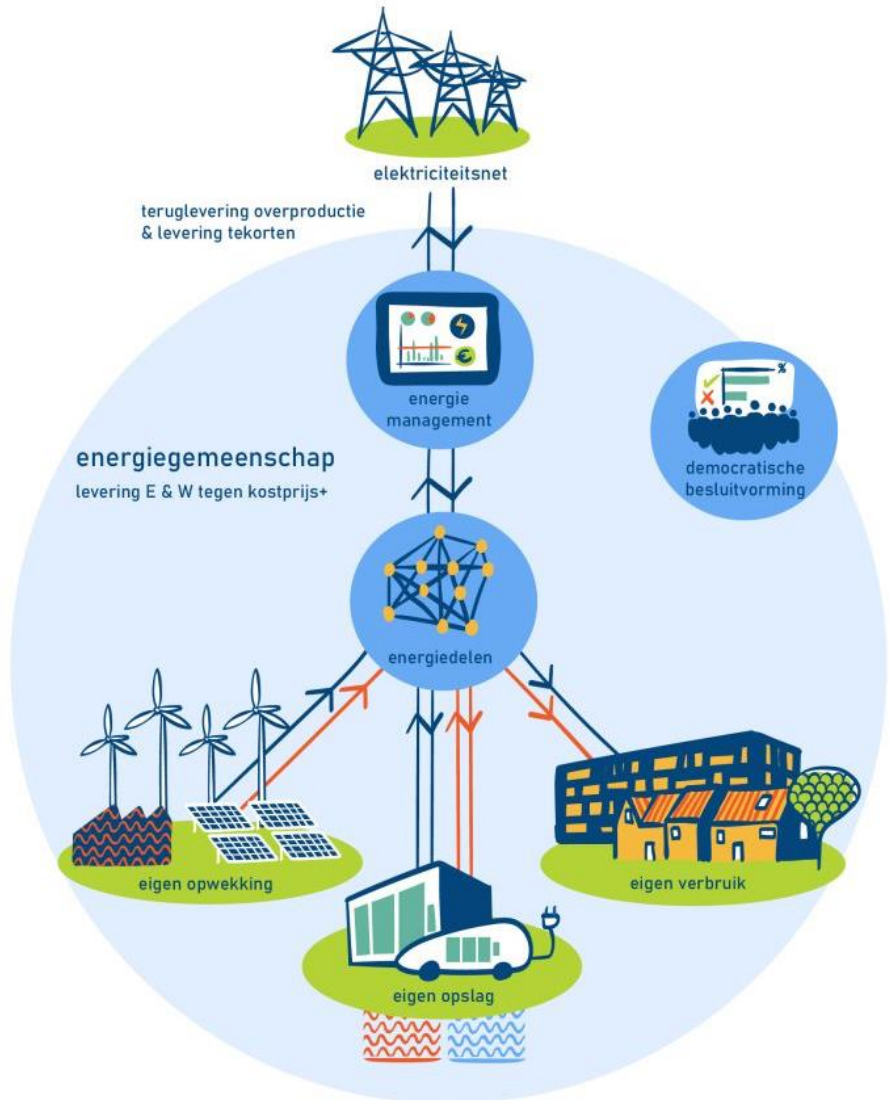 elektriciteitsnet
teruglevering overproductie
& levering tekorten
€
energie
management
%
democratische
besluitvorming
energiegemeenschap
levering E & W tegen kostprijs+
energiedelen
eigen opwekking
eigen verbruik
eigen opslag